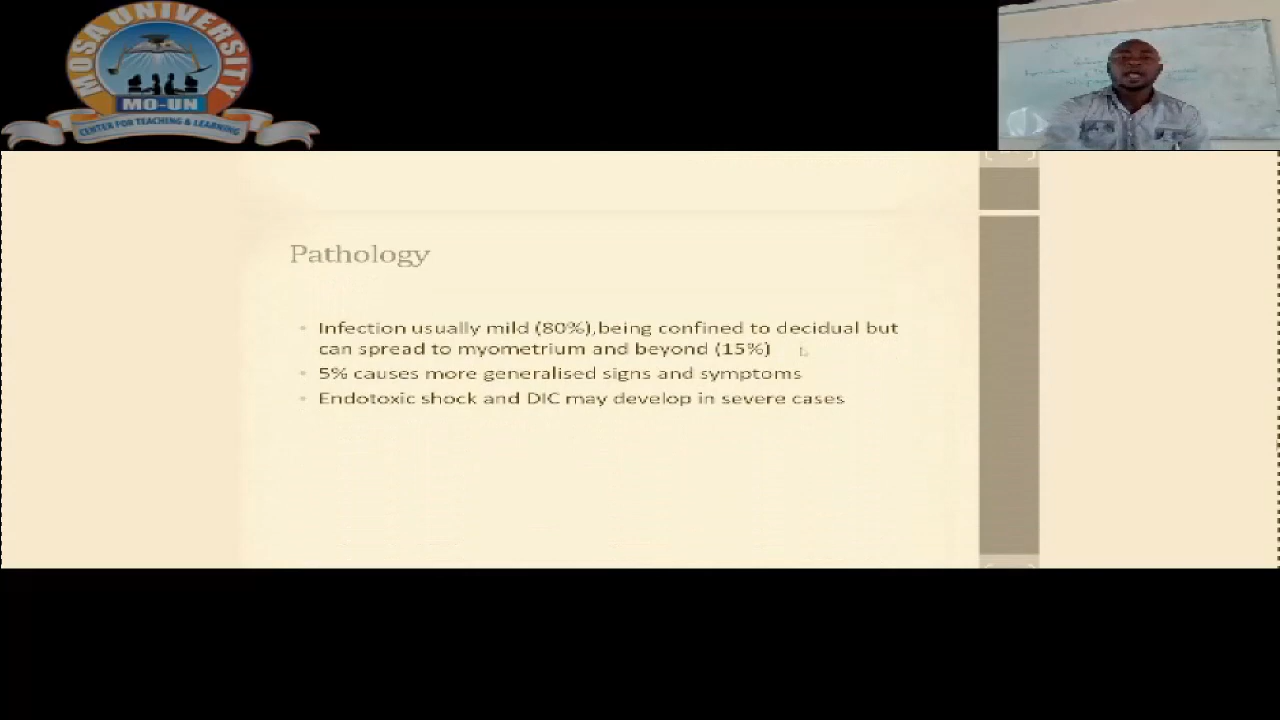 MOSA UNIVERSITY
MO-UN
CENTER FOR TEACHING & LEARNING
Pathology
• Infection usually mild (80%),being confined to decidual but
can spread to myometrium and beyond (15%)
• 5% causes more generalised signs and symptoms
• Endotoxic shock and DIC may develop in severe cases